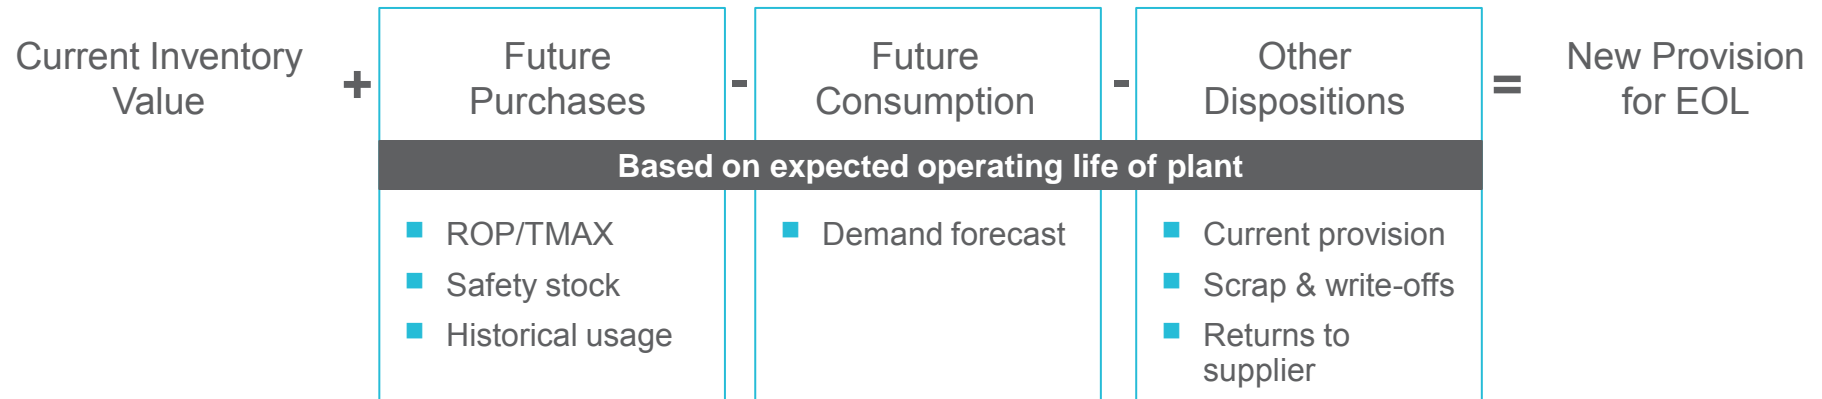 Current Inventory
Value
+
Future
Purchases
-
Future
Consumption
-
Other
Dispositions
=
New Provision
for EOL
Based on expected operating life of plant
ROP/TMAX
Safety stock
Historical usage
Demand forecast
Current provision
Scrap & write-offs
Returns to
supplier